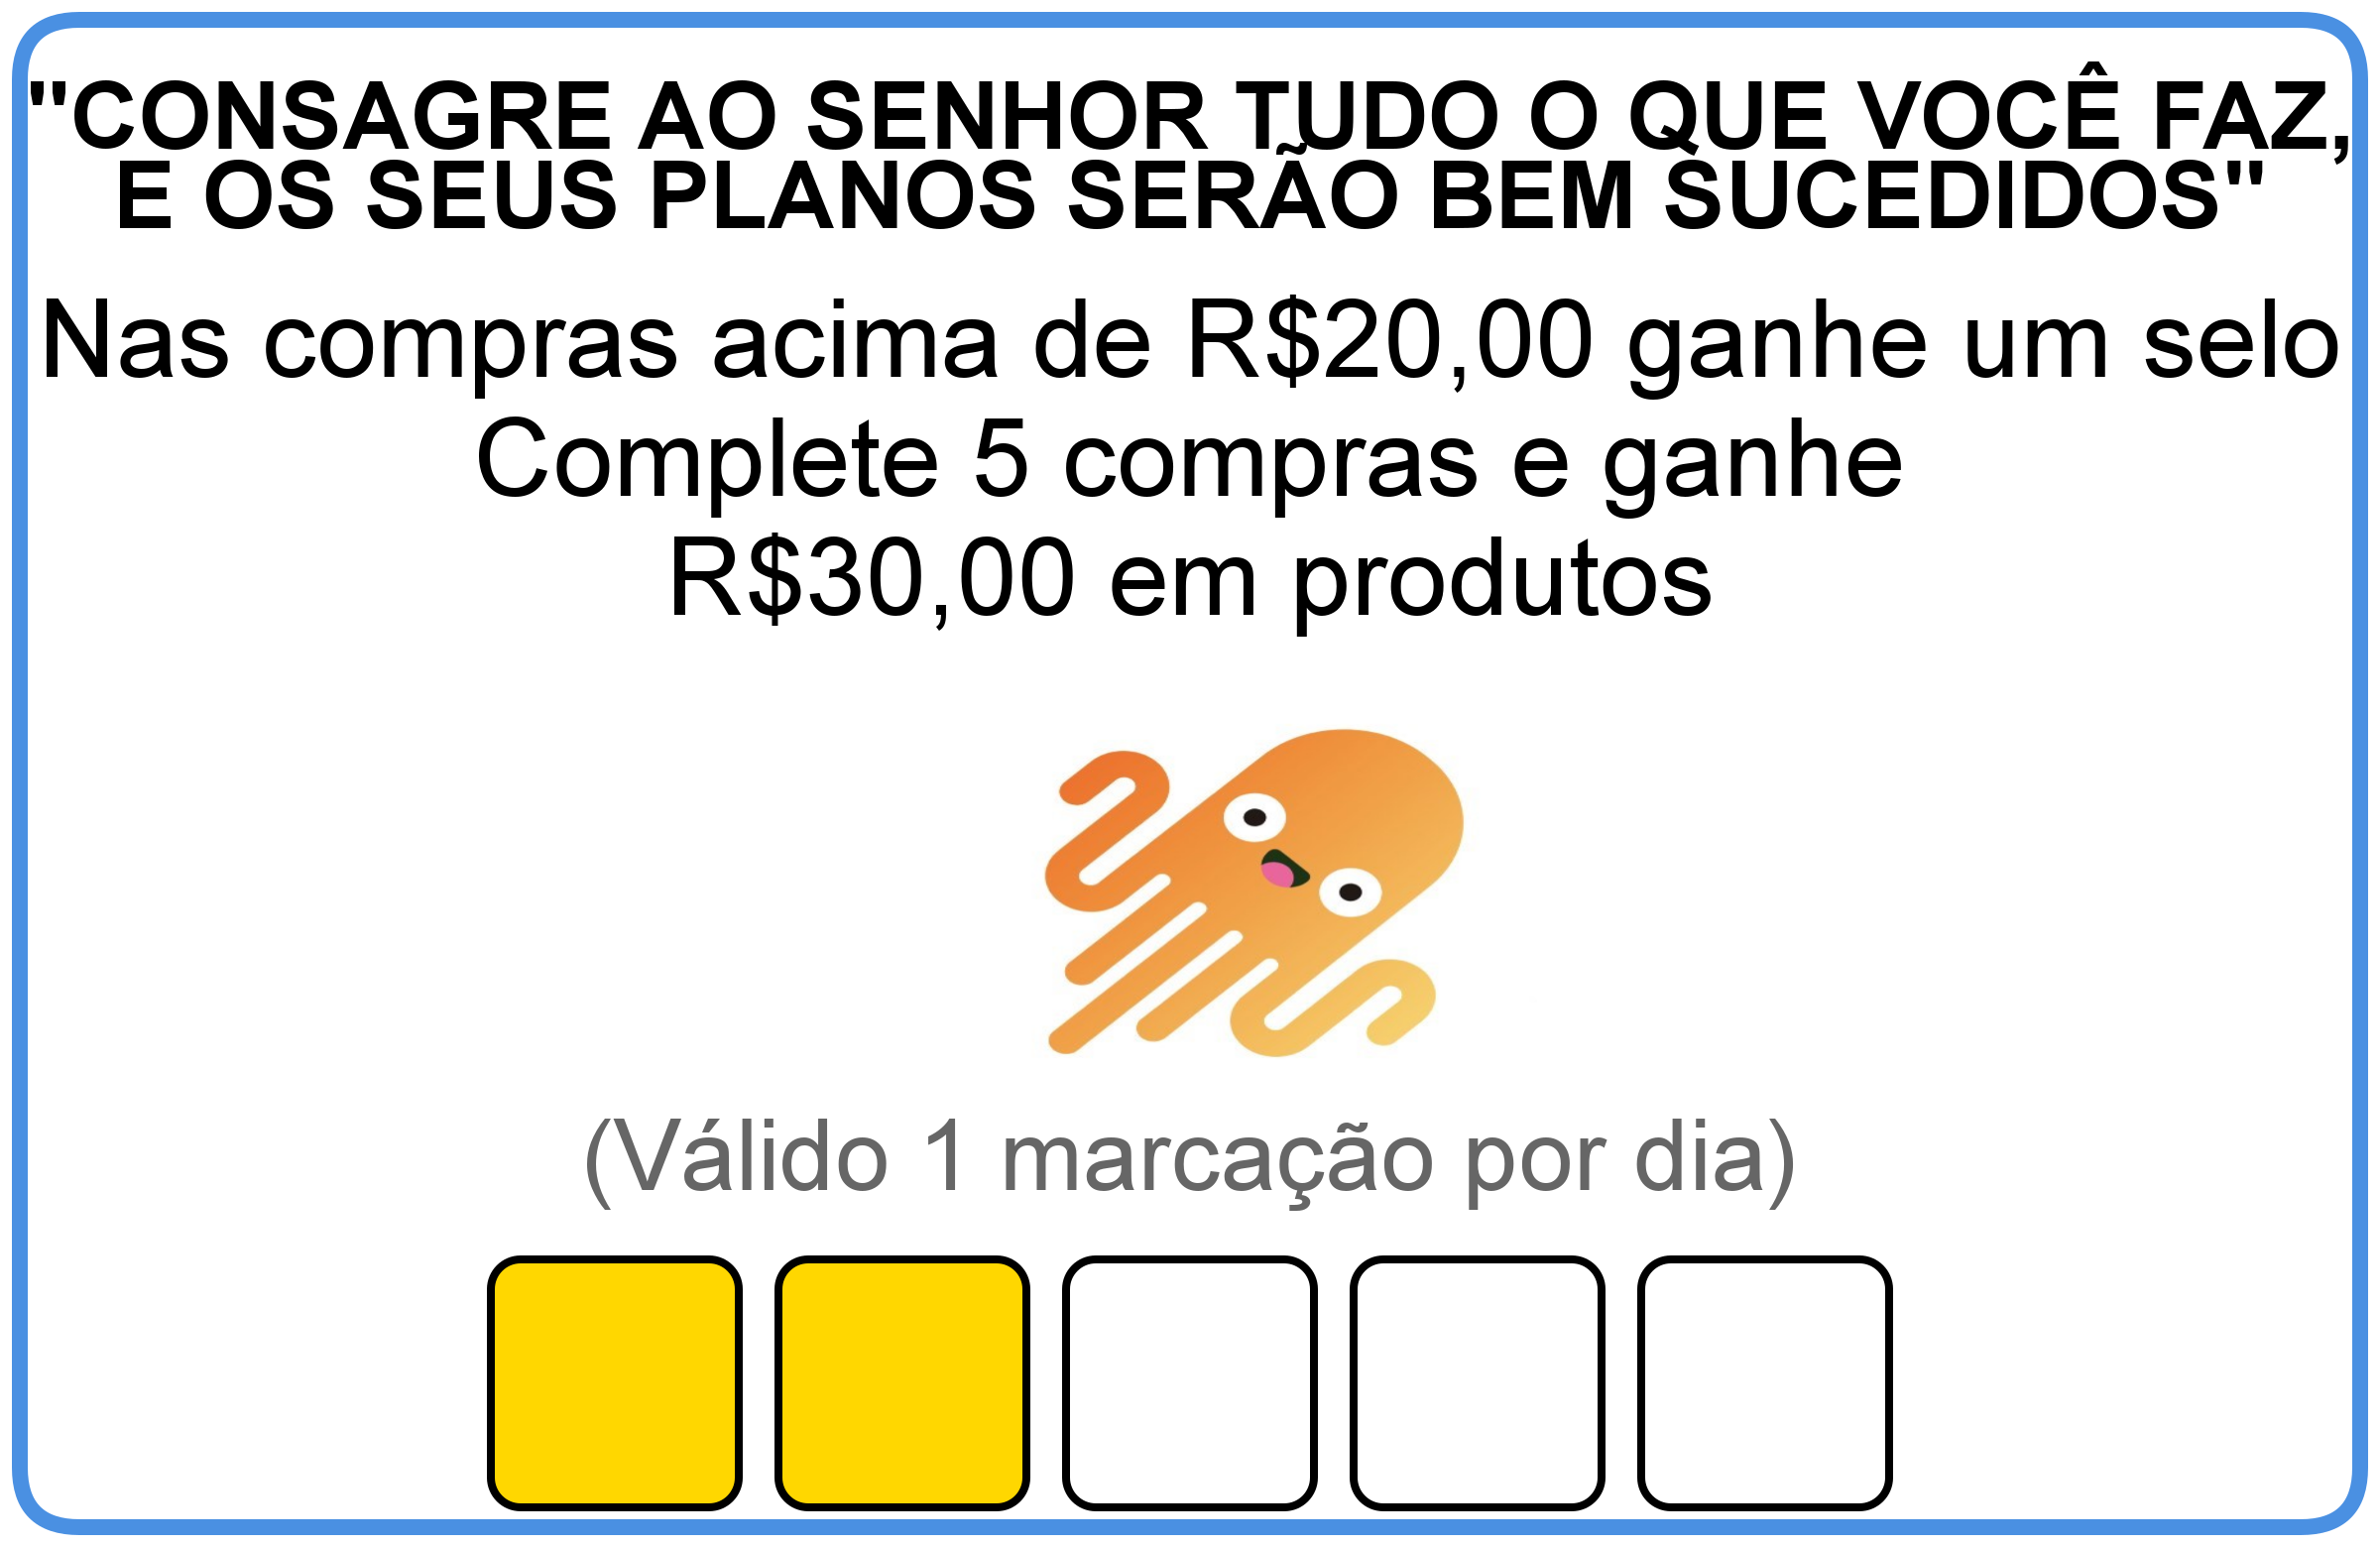 "CONSAGRE AO SENHOR TUDO O QUE VOCÊ FAZ,
E OS SEUS PLANOS SERÃO BEM SUCEDIDOS"
Nas compras acima de R$20,00 ganhe um selo
Complete 5 compras e ganhe
R$30,00 em produtos
(Válido 1 marcação por dia)